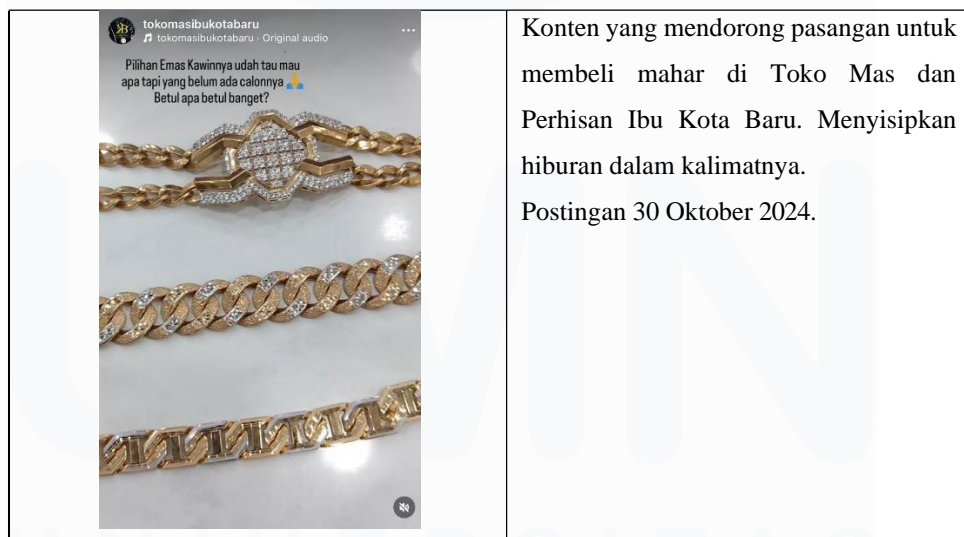 tokomasibukotabaru
tokomasibukotabaru · Original audio
Pilihan Emas Kawinnya udah tau mau
apa tapi yang belum ada calonnya 🙏
Betul apa betul banget?
Konten yang mendorong pasangan untuk
membeli mahar di Toko Mas dan
Perhisan Ibu Kota Baru. Menyisipkan
hiburan dalam kalimatnya.
Postingan 30 Oktober 2024.